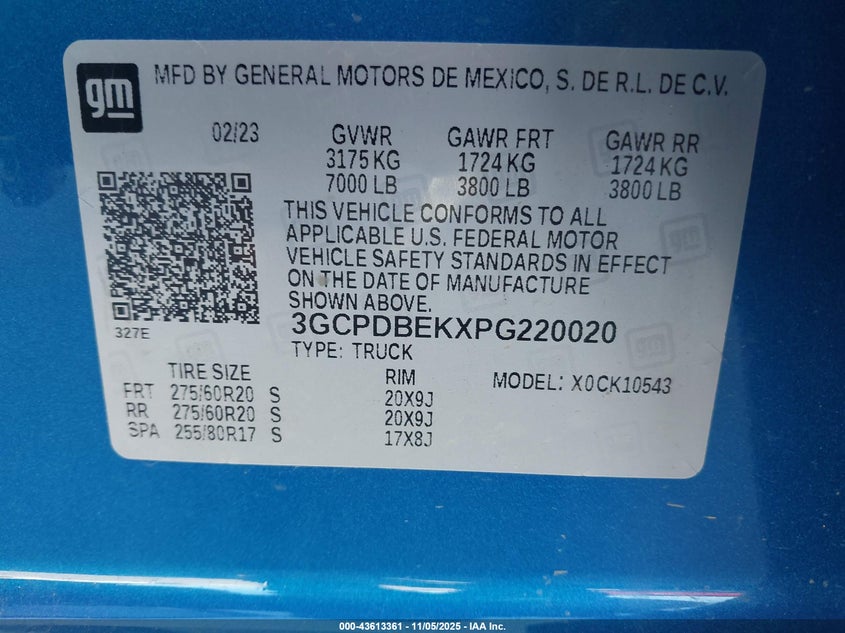 gm
MFD BY GENERAL MOTORS DE MEXICO, S. DE R.L. DE C.V.
02/23 GVWR GAWR FRT GAWR RR
3175 KG 1724 KG 1724 KG
7000 LB 3800 LB 3800 LB
THIS VEHICLE CONFORMS TO ALL
APPLICABLE U.S. FEDERAL MOTOR
VEHICLE SAFETY STANDARDS IN EFFECT
ON THE DATE OF MANUFACTURE
SHOWN ABOVE.
327E
3GCPDBEKXPG220020
TYPE: TRUCK
TIRE SIZE RIM MODEL: X0CK10543
FRT 275/60R20 S 20X9J
RR 275/60R20 S 20X9J
SPA 255/80R17 S 17X8J
000-43613361 - 11/05/2025 - IAA Inc.